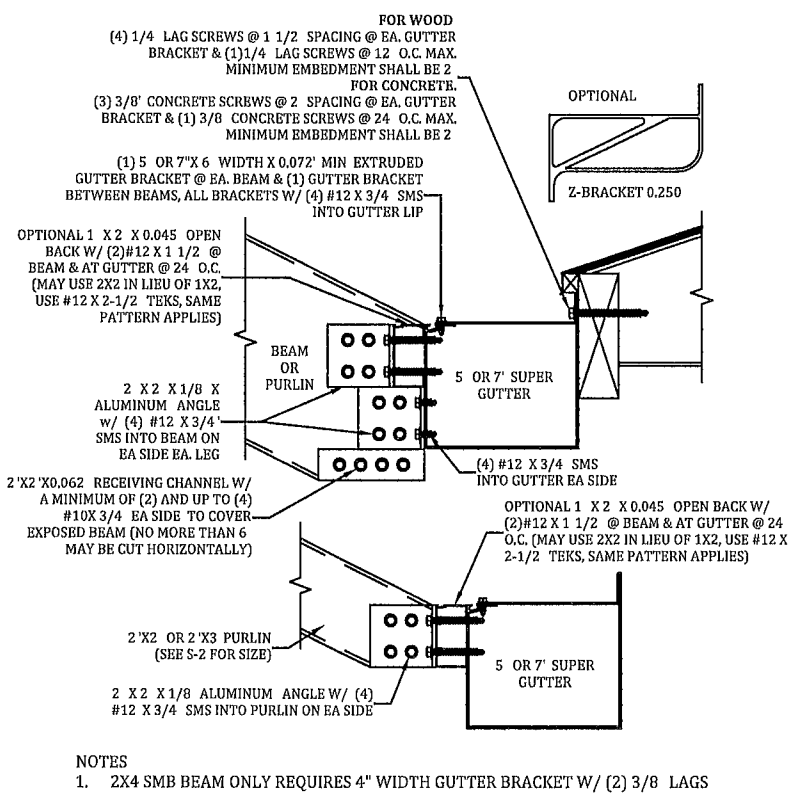 FOR WOOD
(4) 1/4 LAG SCREWS @ 1 1/2 SPACING @ EA. GUTTER
BRACKET & (1)1/4 LAG SCREWS @ 12 O.C. MAX.
MINIMUM EMBEDMENT SHALL BE 2
FOR CONCRETE.
(3) 3/8' CONCRETE SCREWS @ 2 SPACING @ EA. GUTTER
BRACKET & (1) 3/8 CONCRETE SCREWS @ 24 O.C. MAX.
MINIMUM EMBEDMENT SHALL BE 2
OPTIONAL
Z-BRACKET 0.250
(1) 5 OR 7"X 6 WIDTH X 0.072' MIN EXTRUDED
GUTTER BRACKET @ EA. BEAM & (1) GUTTER BRACKET
BETWEEN BEAMS, ALL BRACKETS W/ (4) #12 X 3/4 SMS
INTO GUTTER LIP
OPTIONAL 1 X 2 X 0.045 OPEN
BACK W/ (2)#12 X 1 1/2 @
BEAM & AT GUTTER @ 24 O.C.
(MAY USE 2X2 IN LIEU OF 1X2,
USE #12 X 2-1/2 TEKS, SAME
PATTERN APPLIES)
BEAM
OR
PURLIN
5 OR 7' SUPER
GUTTER
2 X 2 X 1/8 X
ALUMINUM ANGLE
w/ (4) #12 X 3/4'
SMS INTO BEAM ON
EA SIDE EA. LEG
(4) #12 X 3/4 SMS
INTO GUTTER EA SIDE
2 'X2 'X0.062 RECEIVING CHANNEL W/
A MINIMUM OF (2) AND UP TO (4)
#10X 3/4 EA SIDE TO COVER
EXPOSED BEAM (NO MORE THAN 6
MAY BE CUT HORIZONTALLY)
OPTIONAL 1 X 2 X 0.045 OPEN BACK W/
(2)#12 X 1 1/2 @ BEAM & AT GUTTER @ 24
O.C. (MAY USE 2X2 IN LIEU OF 1X2, USE #12 X
2-1/2 TEKS, SAME PATTERN APPLIES)
2 'X2 OR 2 'X3 PURLIN
(SEE S-2 FOR SIZE)
5 OR 7' SUPER
GUTTER
2 X 2 X 1/8 ALUMINUM ANGLE W/ (4)
#12 X 3/4 SMS INTO PURLIN ON EA SIDE
NOTES
1. 2X4 SMB BEAM ONLY REQUIRES 4" WIDTH GUTTER BRACKET W/ (2) 3/8 LAGS